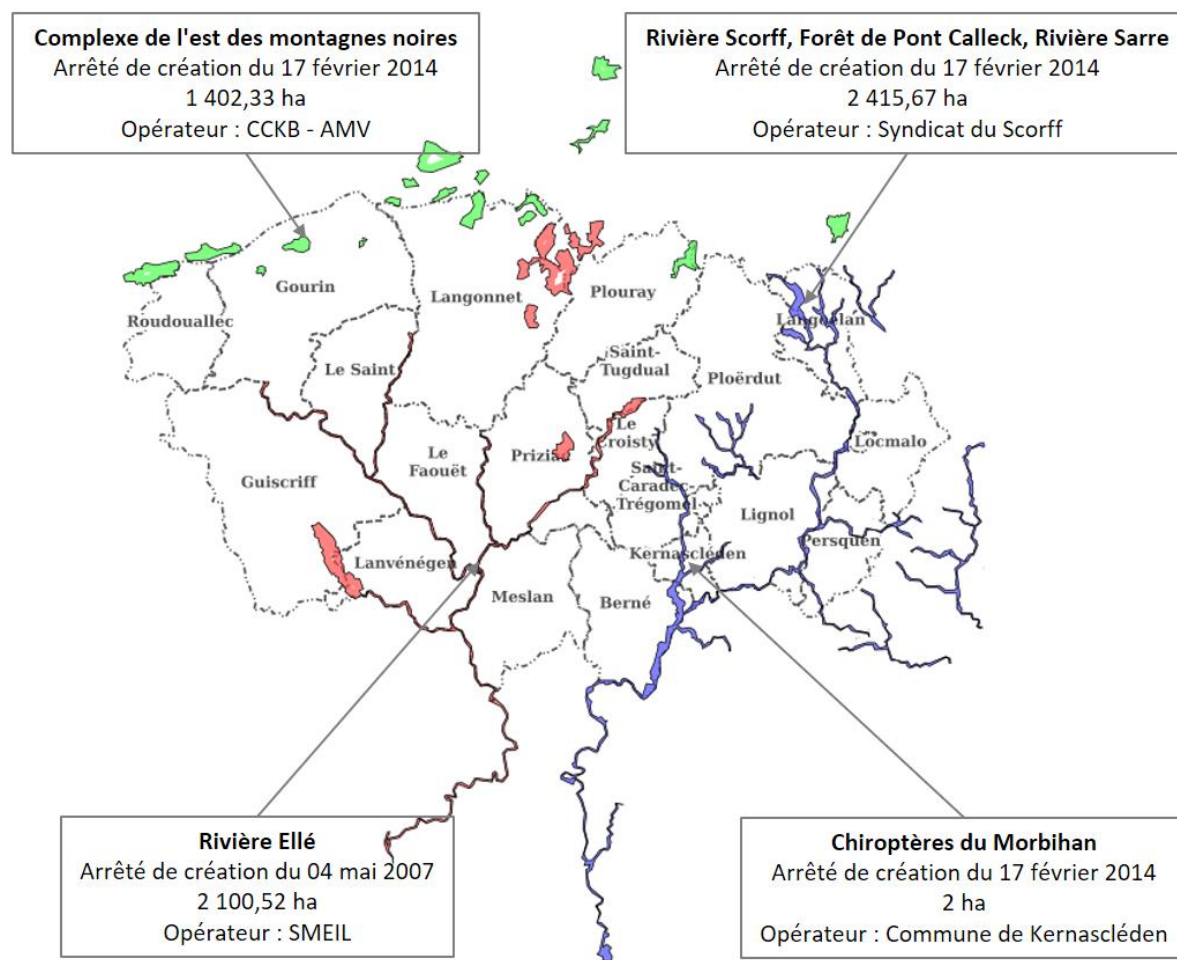 Complexe de l'est des montagnes noires
Arrêté de création du 17 février 2014
1 402,33 ha
Opérateur : CCKB - AMV
Rivière Scorff, Forêt de Pont Calleck, Rivière Sarre
Arrêté de création du 17 février 2014
2 415,67 ha
Opérateur : Syndicat du Scorff
Gourin
Langonnet
Plouray
Roudouallec
Langoëlan
Le Saint
Saint-
Tugdual
Ploërdut
Le
Croisty
Locmalo
Le
Faouët
Priziac
Guiscriff
Saint-
Caradec-
Trégomel
Lignol
Persquen
Lanvénégen
Kernascléden
Meslan
Berné
Rivière Ellé
Arrêté de création du 04 mai 2007
2 100,52 ha
Opérateur : SMEIL
Chiroptères du Morbihan
Arrêté de création du 17 février 2014
2 ha
Opérateur : Commune de Kernascléden